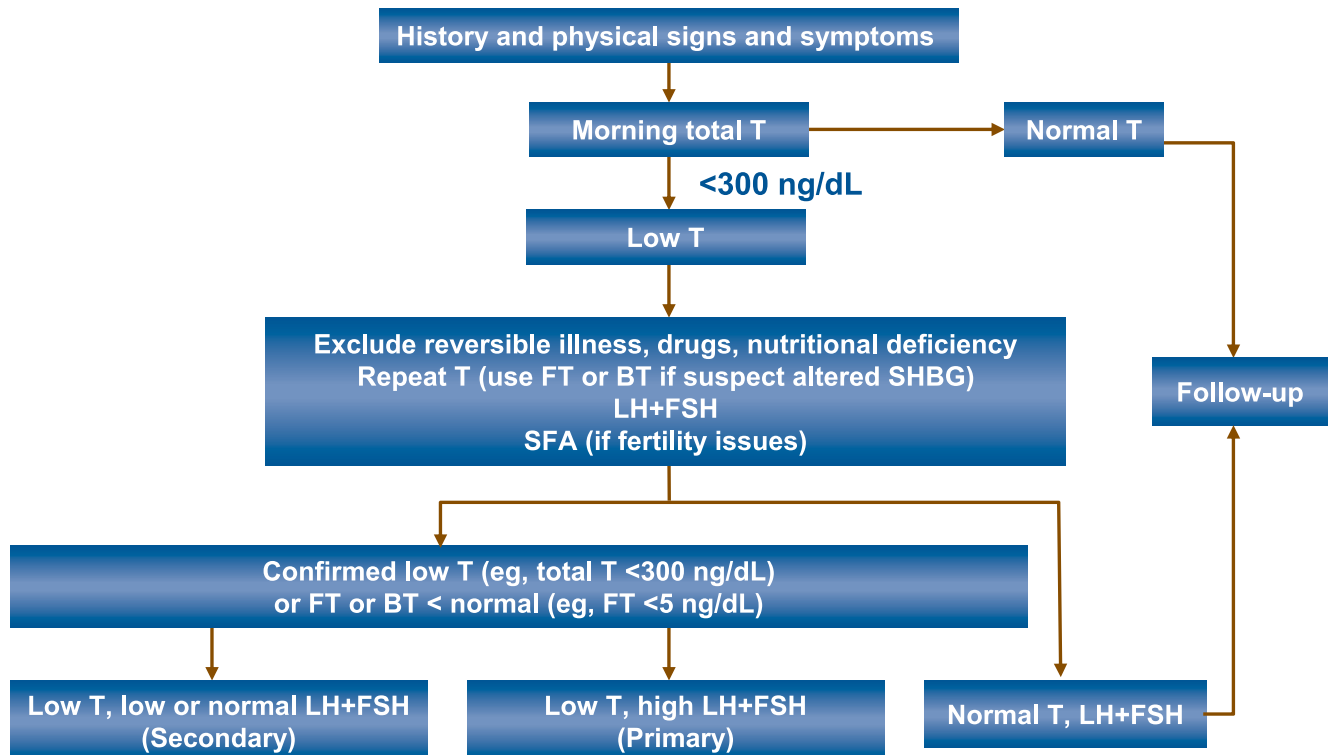 History and physical signs and symptoms
Morning total T
Normal T
<300 ng/dL
Low T
Exclude reversible illness, drugs, nutritional deficiency
Repeat T (use FT or BT if suspect altered SHBG)
LH+FSH
SFA (if fertility issues)
Follow-up
Confirmed low T (eg, total T <300 ng/dL)
or FT or BT < normal (eg, FT <5 ng/dL)
Low T, low or normal LH+FSH
(Secondary)
Low T, high LH+FSH
(Primary)
Normal T, LH+FSH